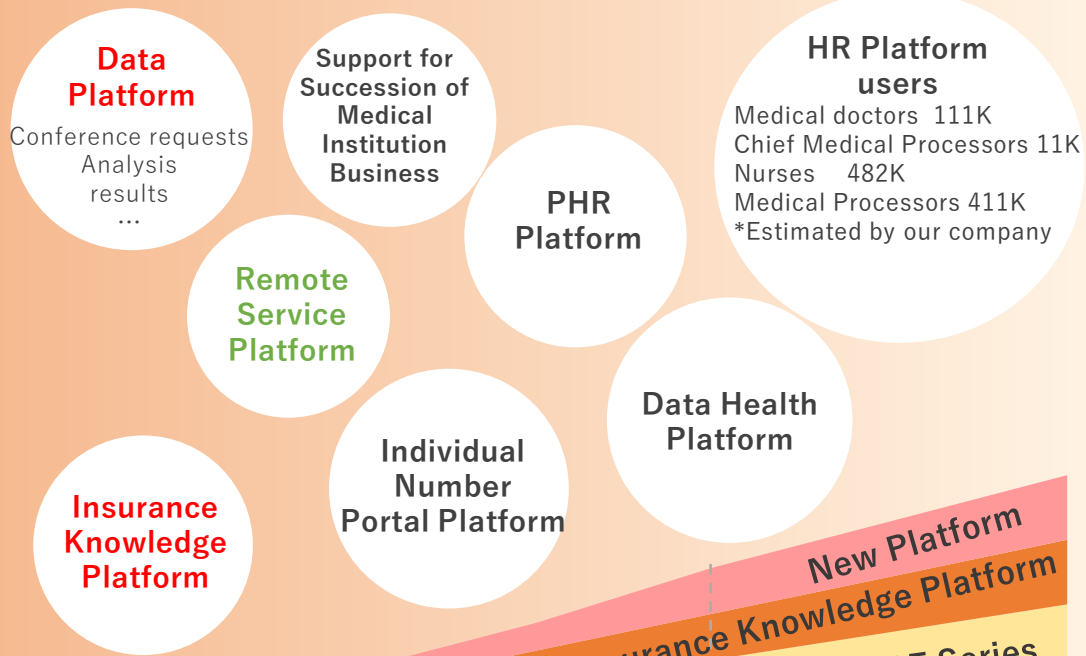 Data
Platform
Conference requests
Analysis
results
...
Support for
Succession of
Medical
Institution
Business
HR Platform
users
Medical doctors 111K
Chief Medical Processors 11K
Nurses 482K
Medical Processors 411K
*Estimated by our company
PHR
Platform
Remote
Service
Platform
Data Health
Platform
Individual
Number
Portal Platform
Insurance
Knowledge
Platform
New Platform
Knowledge Platform
Series